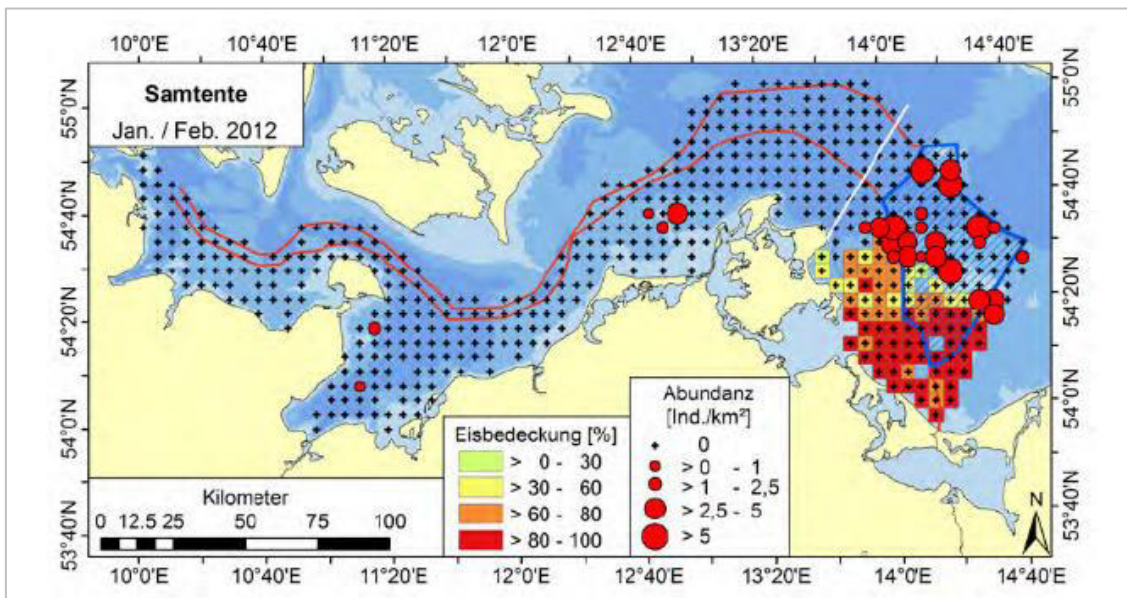 10°0'E 10°40'E 11°20'E 12°0'E 12°40'E 13°20'E 14°0'E 14°40'E
Samtente
Jan. / Feb. 2012
55°0'N 55°0'N
54°40'N 54°40'N
54°20'N 54°20'N
54°0'N 54°0'N
53°40'N 53°40'N
Kilometer
0 12.5 25 50 75 100
Eisbedeckung [%]
> 0 - 30
> 30 - 60
> 60 - 80
> 80 - 100
Abundanz
[Ind./km²]
0
> 0 - 1
> 1 - 2,5
> 2,5 - 5
> 5
N
10°0'E 10°40'E 11°20'E 12°0'E 12°40'E 13°20'E 14°0'E 14°40'E